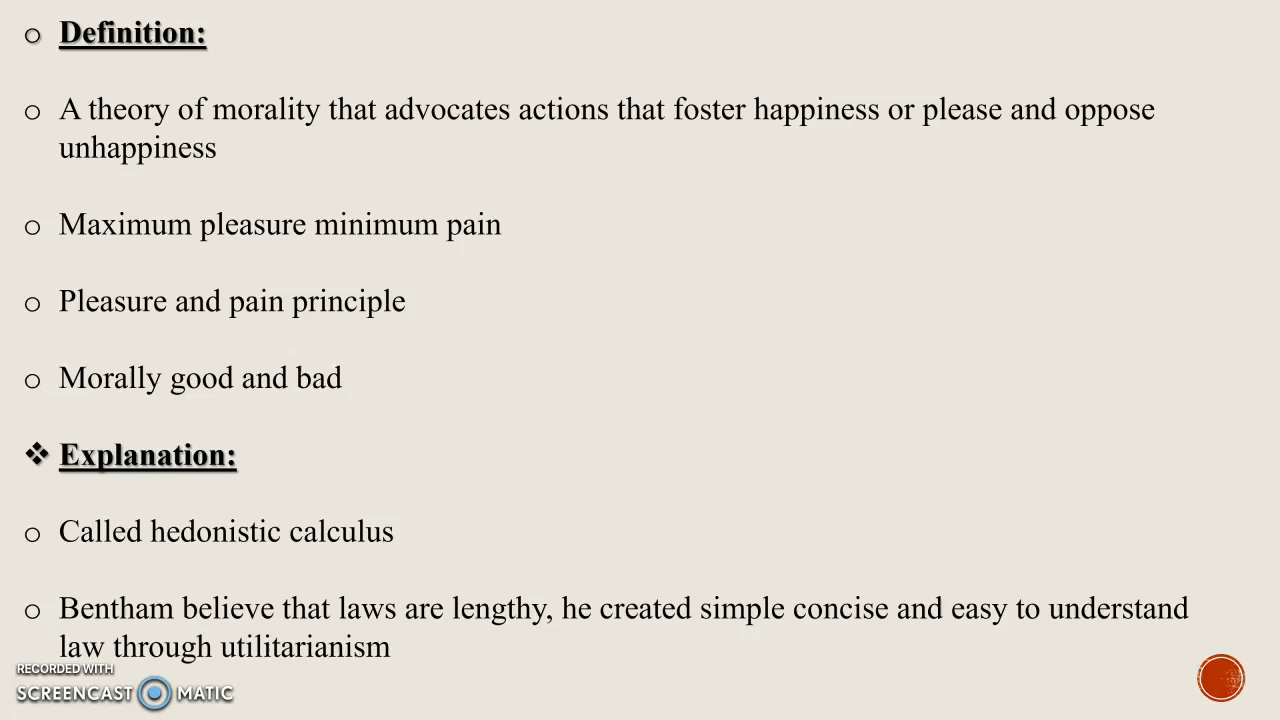 Definition:
A theory of morality that advocates actions that foster happiness or please and oppose
unhappiness
Maximum pleasure minimum pain
Pleasure and pain principle
Morally good and bad
Explanation:
Called hedonistic calculus
Bentham believe that laws are lengthy, he created simple concise and easy to understand
law through utilitarianism
RECORDED WITH
SCREENCAST MATIC